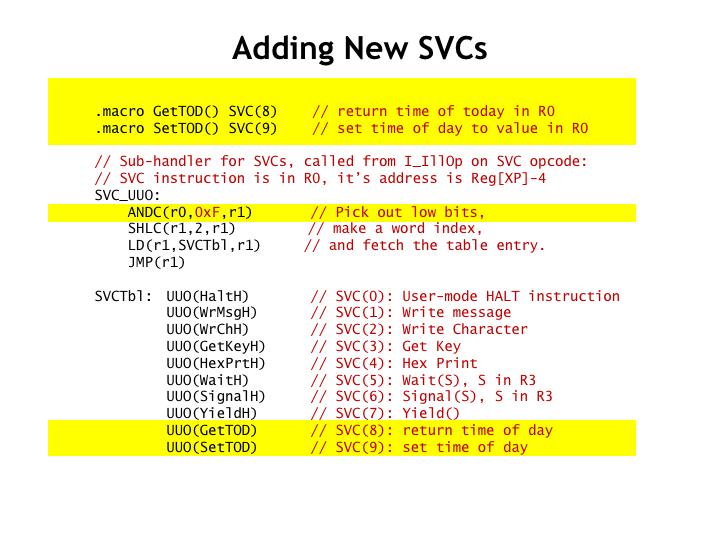 Adding New SVCs
.macro GetTOD() SVC(8) // return time of today in R0
.macro SetTOD() SVC(9) // set time of day to value in R0
// Sub-handler for SVCs, called from I_IllOp on SVC opcode:
// SVC instruction is in R0, it’s address is Reg[XP]-4
SVC_UUO:
ANDC(r0,0xF,r1) // Pick out low bits,
SHLC(r1,2,r1) // make a word index,
LD(r1,SVCTbl,r1) // and fetch the table entry.
JMP(r1)
SVCTbl: UUO(HaltH) // SVC(0): User-mode HALT instruction
UUO(WrMsgH) // SVC(1): Write message
UUO(WrChH) // SVC(2): Write Character
UUO(GetKeyH) // SVC(3): Get Key
UUO(HexPrtH) // SVC(4): Hex Print
UUO(WaitH) // SVC(5): Wait(S), S in R3
UUO(SignalH) // SVC(6): Signal(S), S in R3
UUO(YieldH) // SVC(7): Yield()
UUO(GetTOD) // SVC(8): return time of day
UUO(SetTOD) // SVC(9): set time of day